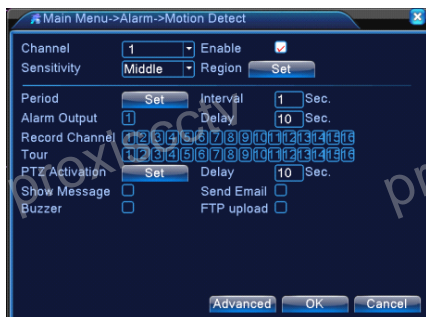 Main Menu->Alarm->Motion Detect
Channel 1 Enable
Sensitivity Middle Region Set
Period Set Interval 1 Sec.
Alarm Output 1 Delay 10 Sec.
Record Channel 1 2 3 4 5 6 7 8 9 10 11 12 13 14 15 16
Tour 1 2 3 4 5 6 7 8 9 10 11 12 13 14 15 16
PTZ Activation Set Delay 10 Sec.
Show Message Send Email
Buzzer FTP upload
Advanced OK Cancel
proxiscctv
pr